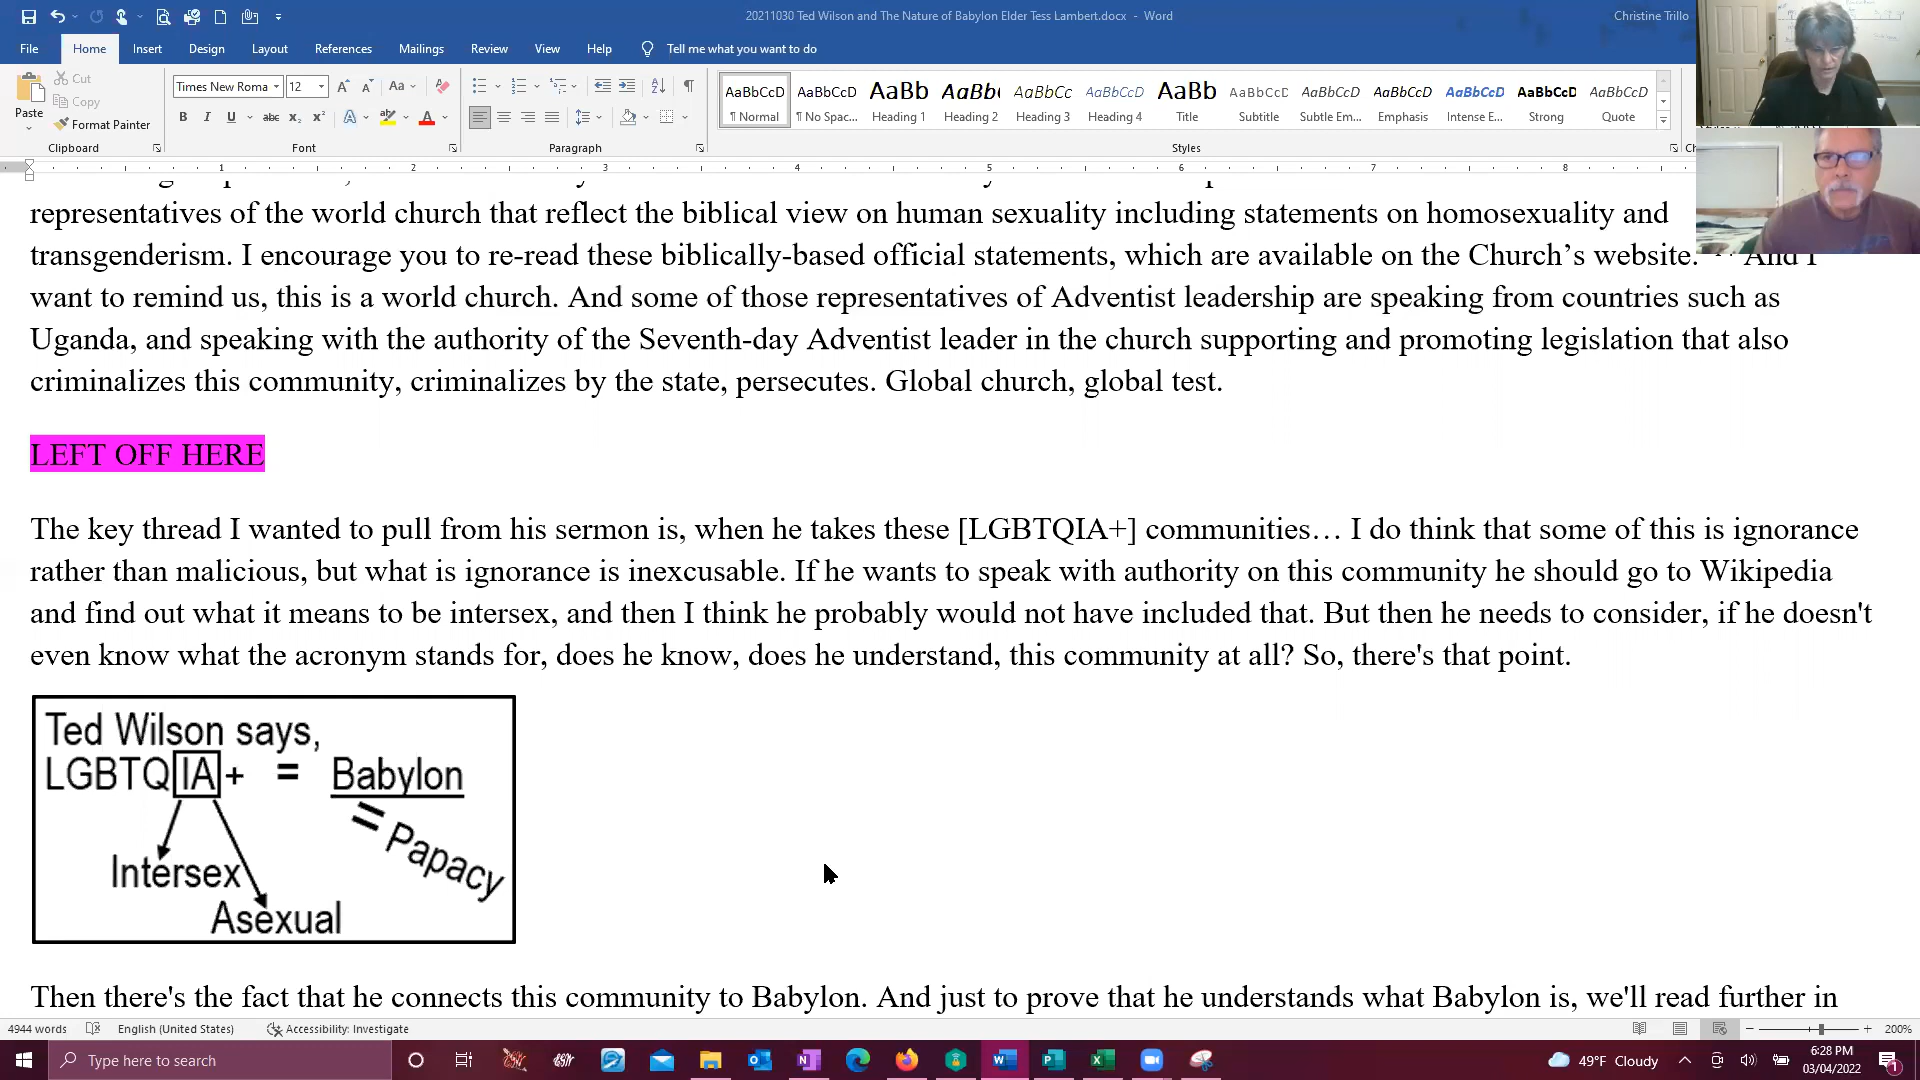 20211030 Ted Wilson and The Nature of Babylon Elder Tess Lambert.docx - Word
Christine Trillo
File Home Insert Design Layout References Mailings Review View Help Tell me what you want to do
Paste
Cut
Copy
Format Painter
Times New Roma 12
AaBbCcD AaBbCcD AaBb AaBb( AaBbCc AaBbCcD AaBb AaBbCcD AaBbCcD AaBbCcD AaBbCcD AaBbCcD AaBbCcD
¶ Normal ¶ No Spac... Heading 1 Heading 2 Heading 3 Heading 4 Title Subtitle Subtle Em... Emphasis Intense E... Strong Quote
Clipboard Font Paragraph Styles
1 2 3 4 5 6 7 8
representatives of the world church that reflect the biblical view on human sexuality including statements on homosexuality and
transgenderism. I encourage you to re-read these biblically-based official statements, which are available on the Church’s website. And I
want to remind us, this is a world church. And some of those representatives of Adventist leadership are speaking from countries such as
Uganda, and speaking with the authority of the Seventh-day Adventist leader in the church supporting and promoting legislation that also
criminalizes this community, criminalizes by the state, persecutes. Global church, global test.
LEFT OFF HERE
The key thread I wanted to pull from his sermon is, when he takes these [LGBTQIA+] communities… I do think that some of this is ignorance
rather than malicious, but what is ignorance is inexcusable. If he wants to speak with authority on this community he should go to Wikipedia
and find out what it means to be intersex, and then I think he probably would not have included that. But then he needs to consider, if he doesn't
even know what the acronym stands for, does he know, does he understand, this community at all? So, there's that point.
Ted Wilson says,
LGBTQIA+ = Babylon
= Papacy
Intersex
Asexual
Then there's the fact that he connects this community to Babylon. And just to prove that he understands what Babylon is, we'll read further in
4944 words English (United States) Accessibility: Investigate 200%
Type here to search
49°F Cloudy
6:28 PM
03/04/2022